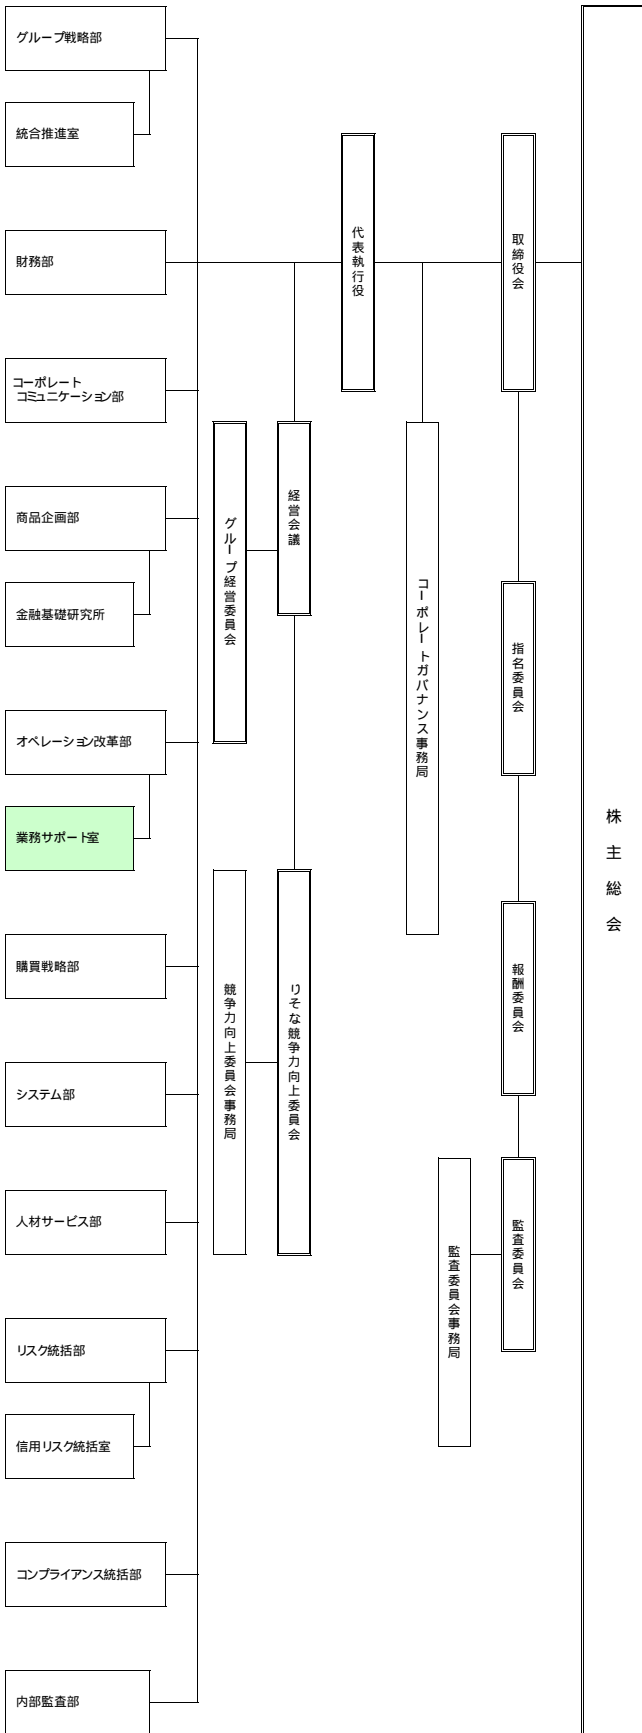 グループ戦略部
統合推進室
財務部
コーポレート
コミュニケーション部
商品企画部
金融基礎研究所
オペレーション改革部
業務サポート室
購買戦略部
システム部
人材サービス部
リスク統括部
信用リスク統括室
コンプライアンス統括部
内部監査部
グループ経営委員会
競争力向上委員会事務局
経営会議
りそな競争力向上委員会
代表執行役
コーポレートガバナンス事務局
監査委員会事務局
取締役会
指名委員会
報酬委員会
監査委員会
株主総会